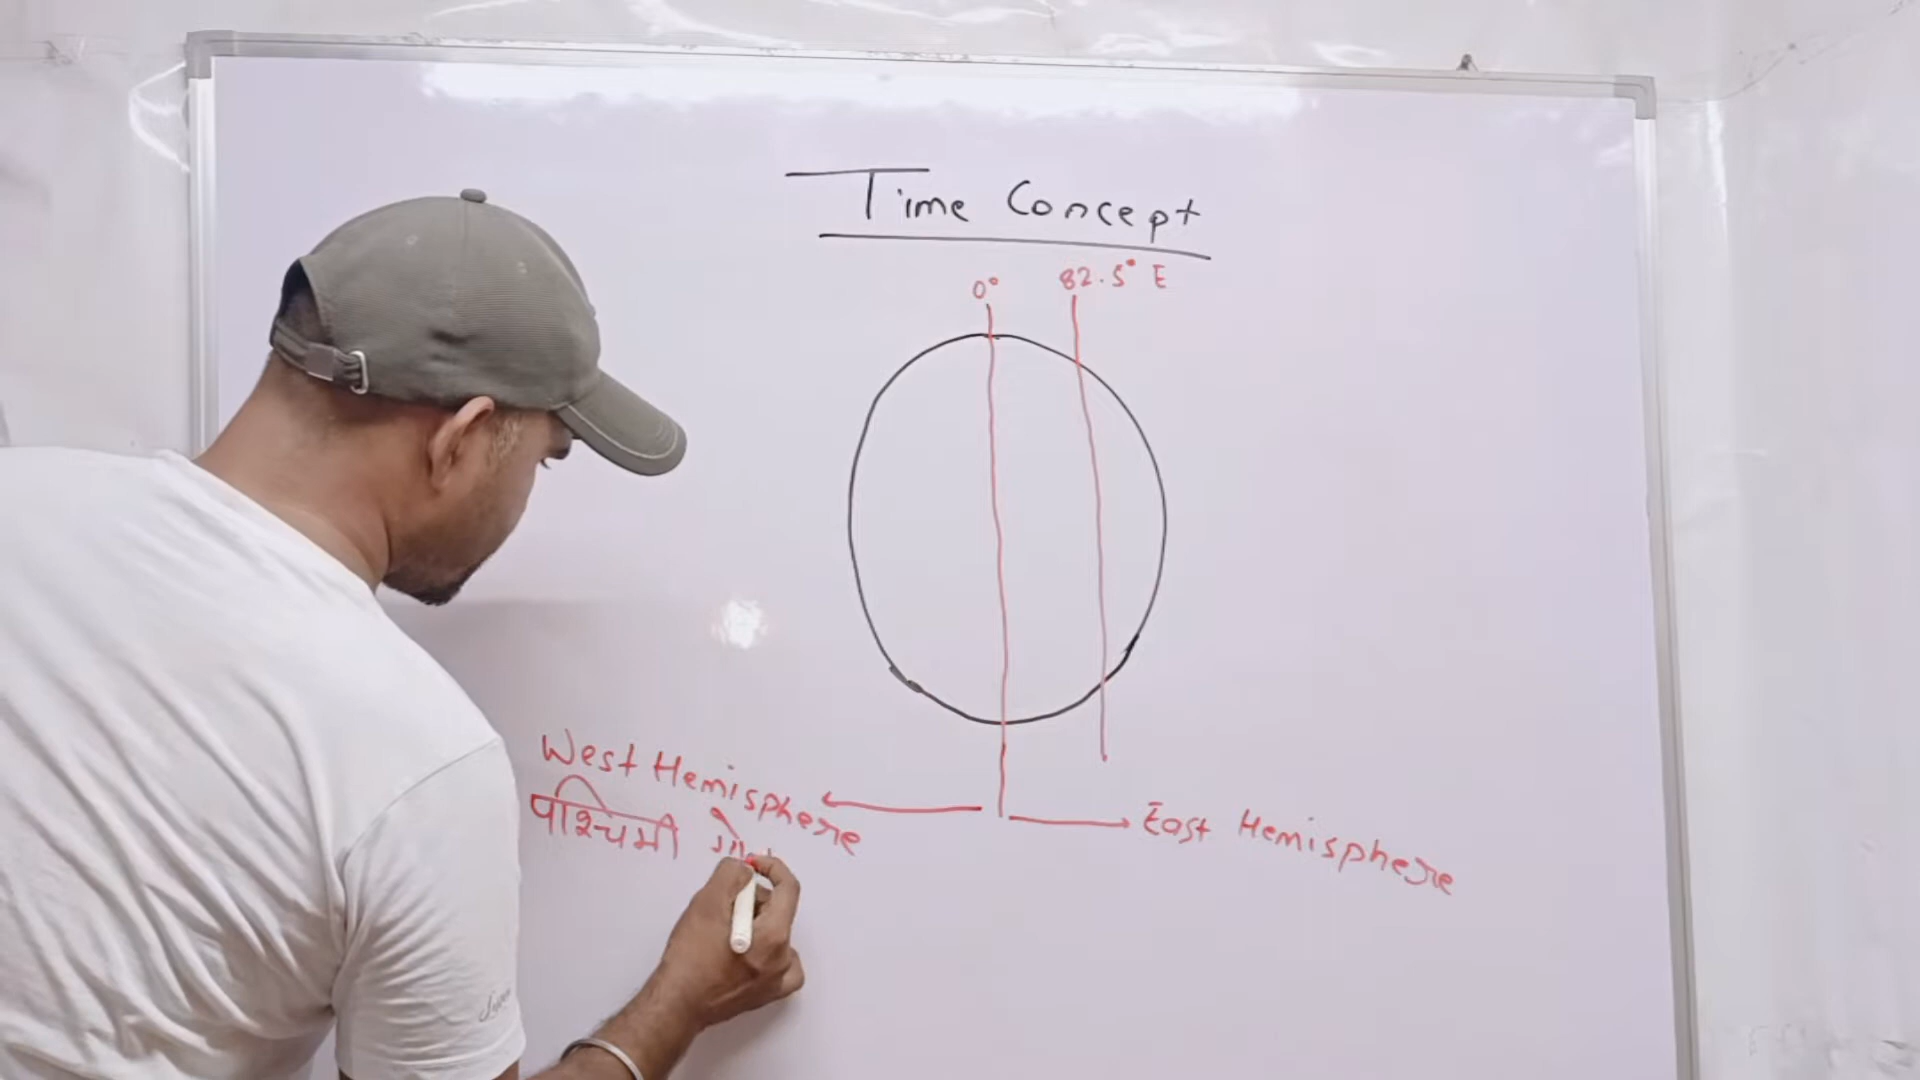 Time Concept
0° 82.5° E
West Hemisphere
East Hemisphere
पश्चिमी